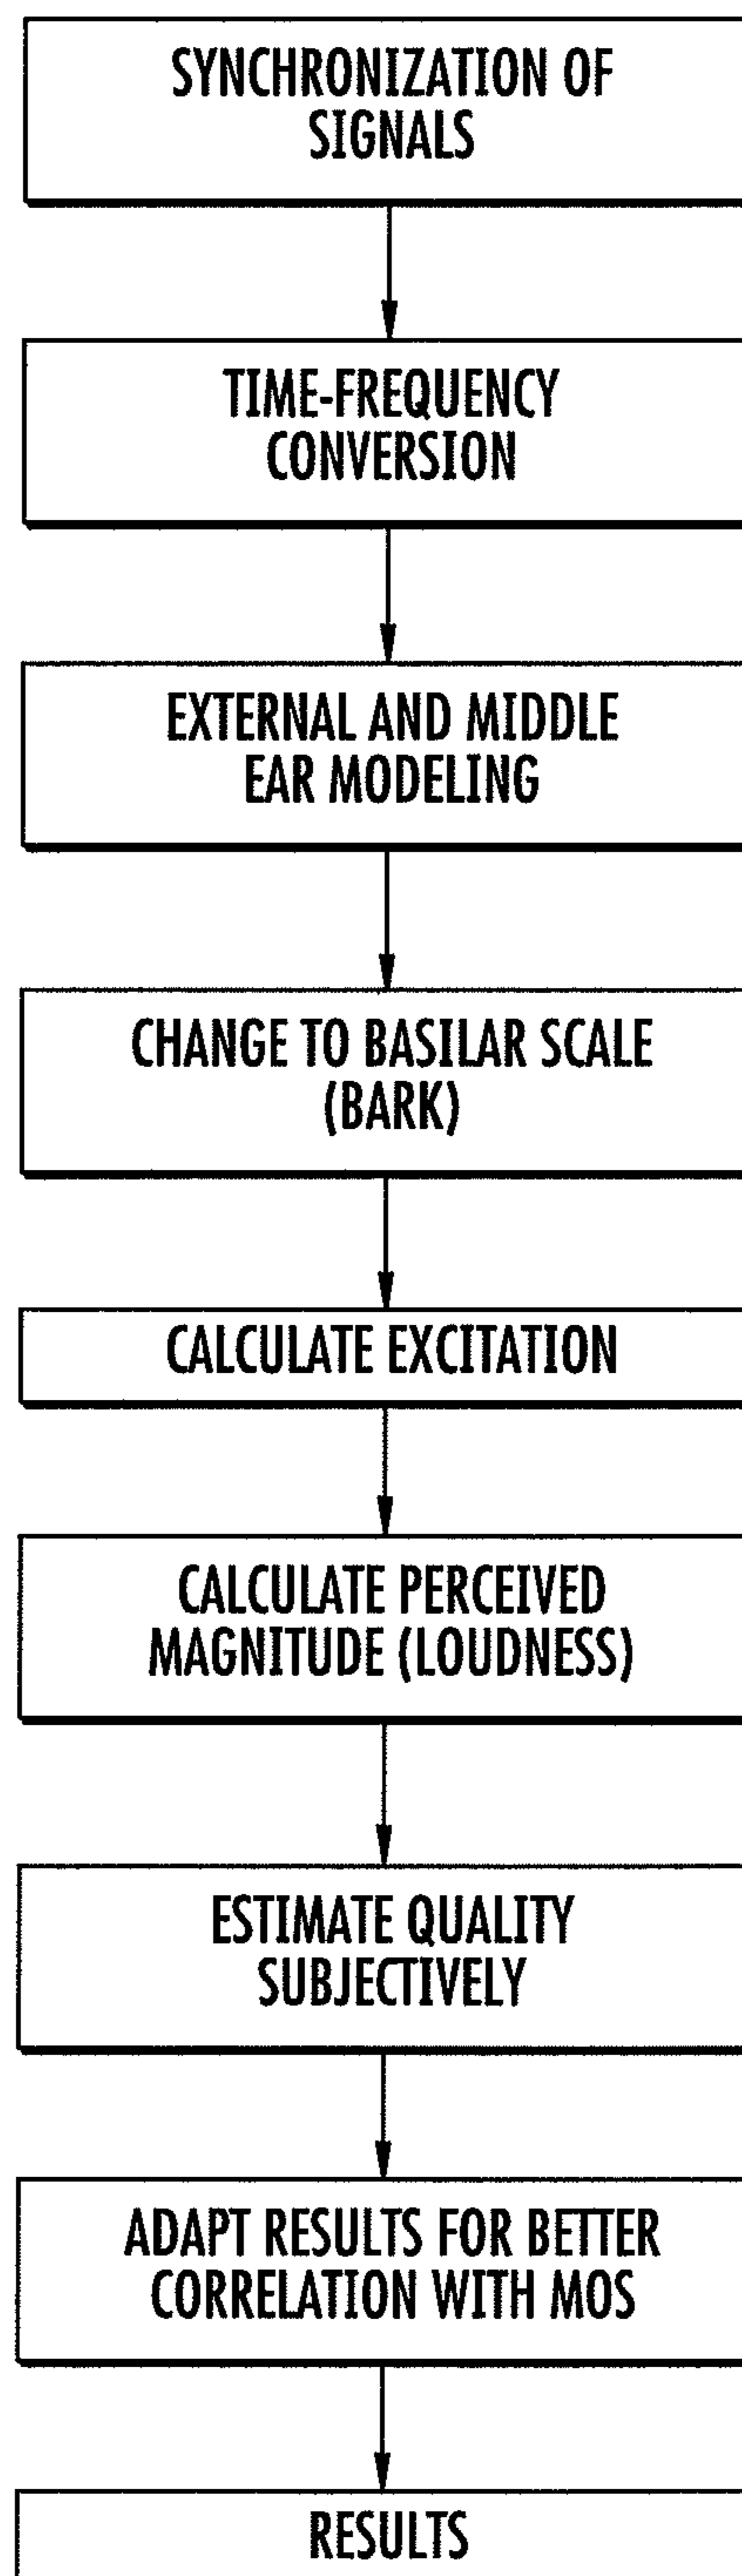 SYNCHRONIZATION OF
SIGNALS
TIME-FREQUENCY
CONVERSION
EXTERNAL AND MIDDLE
EAR MODELING
CHANGE TO BASILAR SCALE
(BARK)
CALCULATE EXCITATION
CALCULATE PERCEIVED
MAGNITUDE (LOUDNESS)
ESTIMATE QUALITY
SUBJECTIVELY
ADAPT RESULTS FOR BETTER
CORRELATION WITH MOS
RESULTS